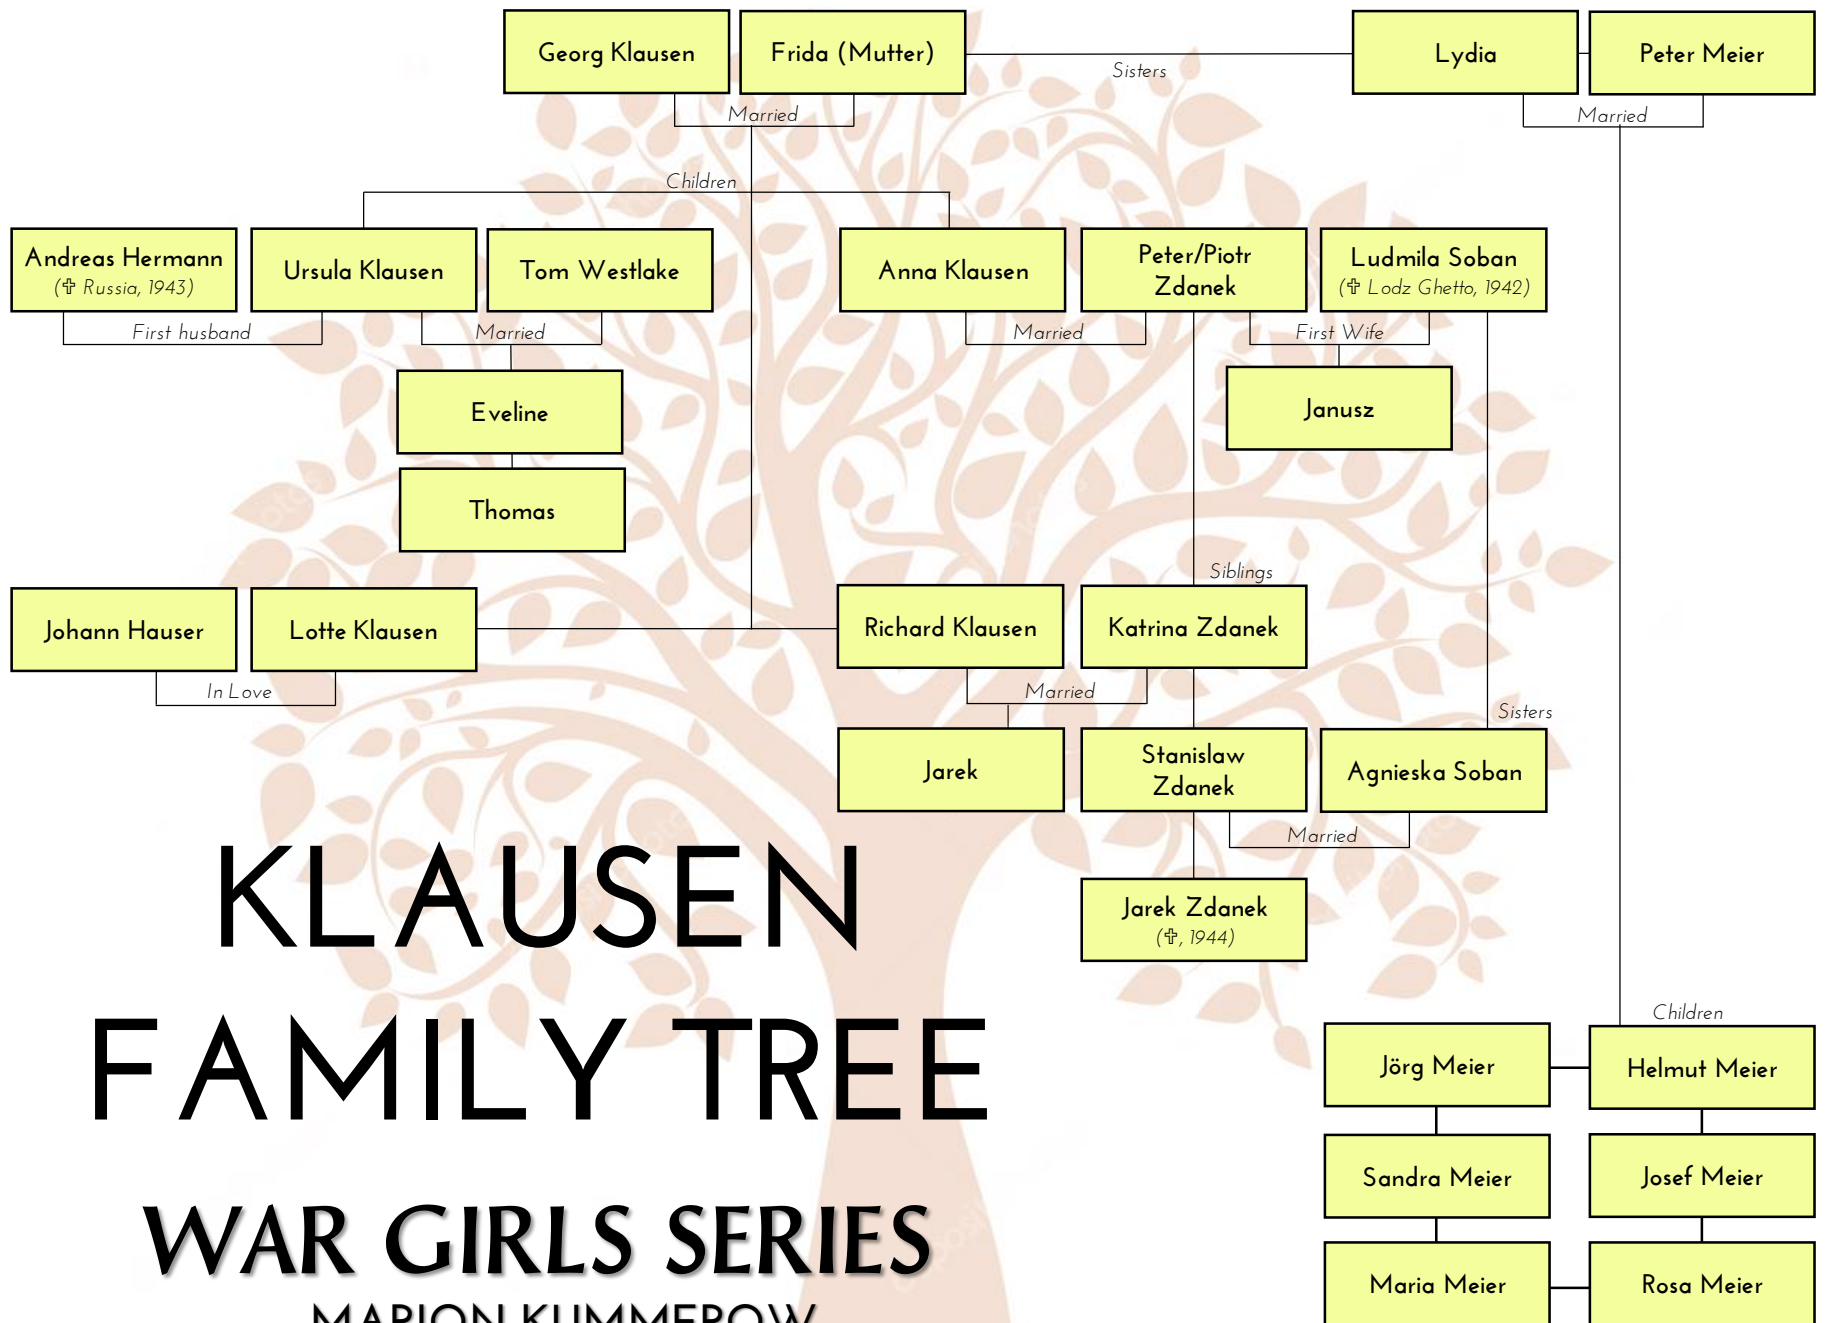 Georg Klausen
Frida (Mutter)
Sisters
Lydia
Peter Meier
Married
Married
Children
Andreas Hermann
(✞ Russia, 1943)
Ursula Klausen
Tom Westlake
Anna Klausen
Peter/Piotr
Zdanek
Ludmila Soban
(✞ Lodz Ghetto, 1942)
First husband
Married
Married
First Wife
Eveline
Janusz
Thomas
Siblings
Johann Hauser
Lotte Klausen
Richard Klausen
Katrina Zdanek
In Love
Married
Sisters
Jarek
Stanislaw
Zdanek
Agnieska Soban
Married
Jarek Zdanek
(✞, 1944)
KLAUSEN
FAMILY TREE
WAR GIRLS SERIES
MARION KUMMEROW
Children
Jörg Meier
Helmut Meier
Sandra Meier
Josef Meier
Maria Meier
Rosa Meier